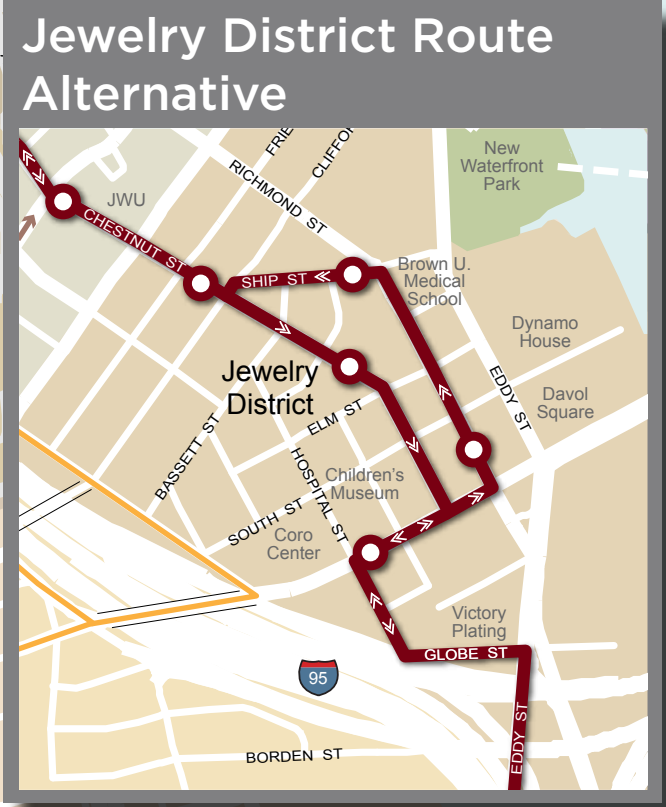 Jewelry District Route
Alternative
New
Waterfront
Park
FRIE
CLIFFOR
RICHMOND ST
JWU
CHESTNUT ST
SHIP ST
Brown U.
Medical
School
Dynamo
House
EDDY ST
Davol
Square
Jewelry
District
ELM ST
BASSETT ST
HOSPITAL ST
Children's
Museum
SOUTH ST
Coro
Center
Victory
Plating
GLOBE ST
95
EDDY ST
BORDEN ST